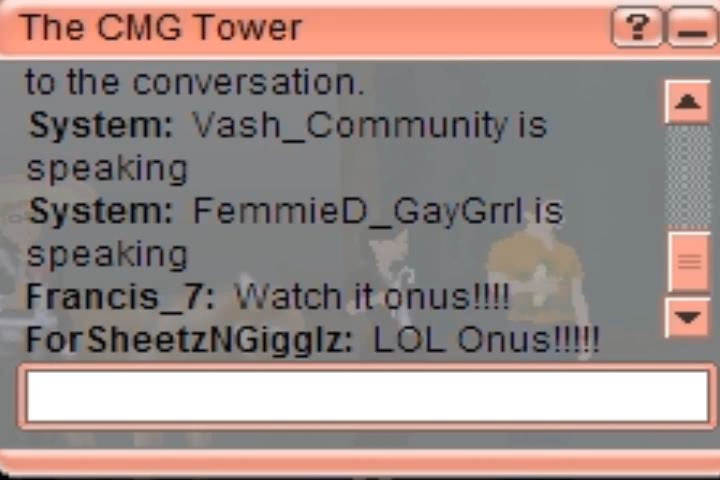 The CMG Tower
?
to the conversation.
System: Vash_Community is
speaking
System: FemmieD_GayGrrl is
speaking
Francis_7: Watch it onus!!!!
ForSheetzNGigglz: LOL Onus!!!!!